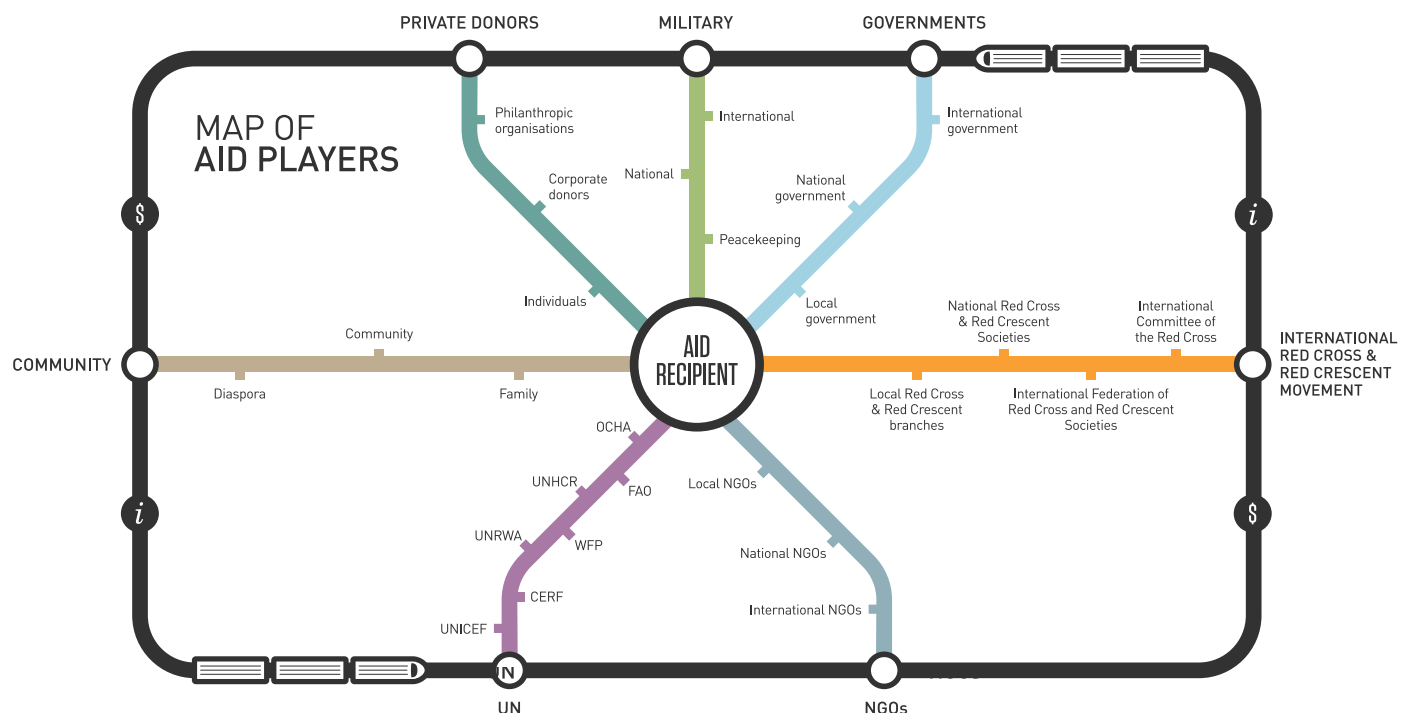 PRIVATE DONORS
MILITARY
GOVERNMENTS
MAP OF
AID PLAYERS
Philanthropic
organisations
Corporate
donors
Individuals
International
National
Peacekeeping
International
government
National
government
Local
government
$
i
COMMUNITY
Community
Diaspora
Family
AID
RECIPIENT
National Red Cross
& Red Crescent
Societies
International
Committee of
the Red Cross
Local Red Cross
& Red Crescent
branches
International Federation of
Red Cross and Red Crescent
Societies
INTERNATIONAL
RED CROSS &
RED CRESCENT
MOVEMENT
OCHA
UNHCR
FAO
UNRWA
WFP
CERF
UNICEF
Local NGOs
National NGOs
International NGOs
i
$
UN
UN
NGOs